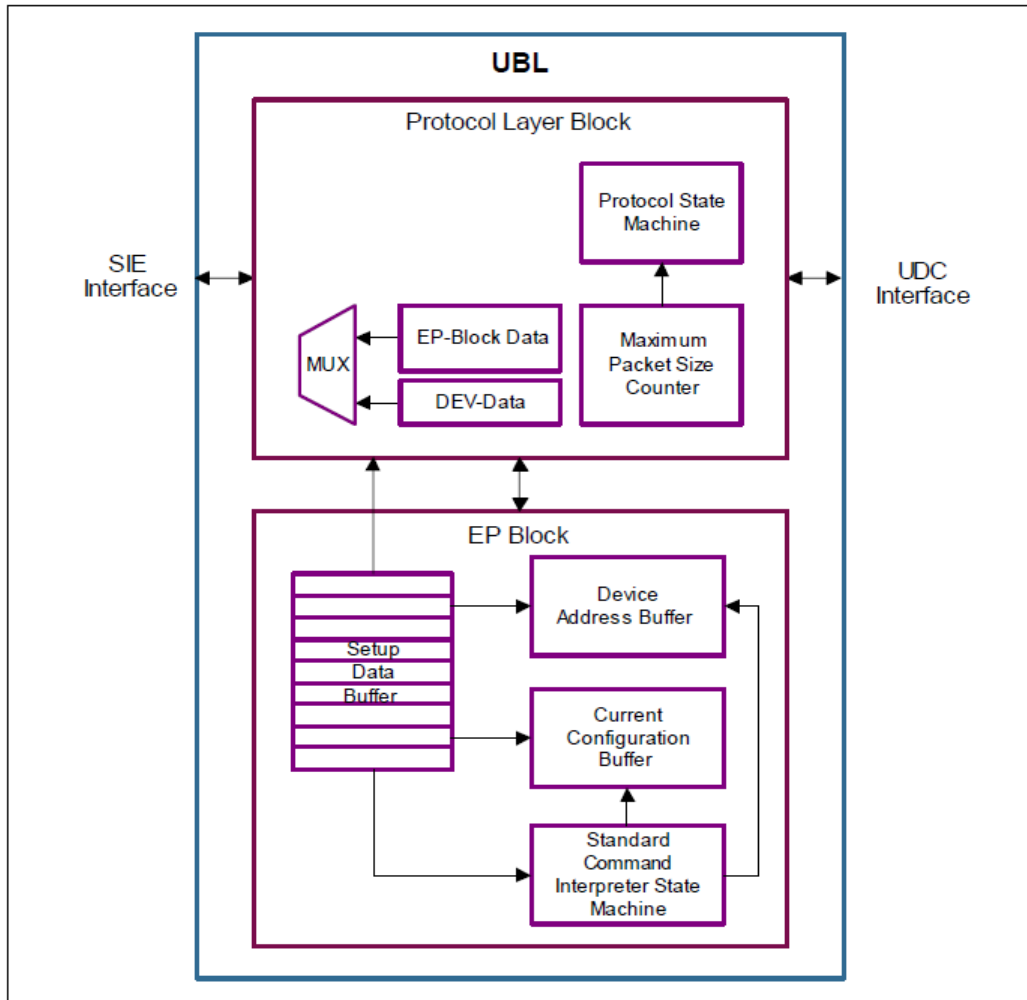 UBL
Protocol Layer Block
Protocol State
Machine
SIE
Interface
UDC
Interface
MUX
EP-Block Data
DEV-Data
Maximum
Packet Size
Counter
EP Block
Setup
Data
Buffer
Device
Address Buffer
Current
Configuration
Buffer
Standard
Command
Interpreter State
Machine